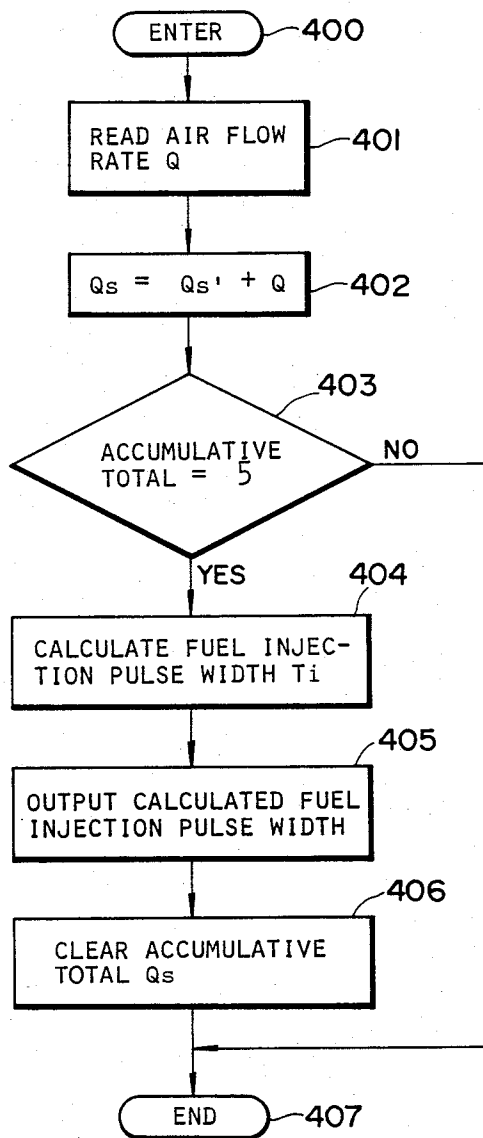 ENTER
400
READ AIR FLOW
RATE Q
401
Qs = Qs' + Q
402
403
ACCUMULATIVE
TOTAL = 5
NO
YES
404
CALCULATE FUEL INJEC-
TION PULSE WIDTH Ti
405
OUTPUT CALCULATED FUEL
INJECTION PULSE WIDTH
406
CLEAR ACCUMULATIVE
TOTAL Qs
END
407